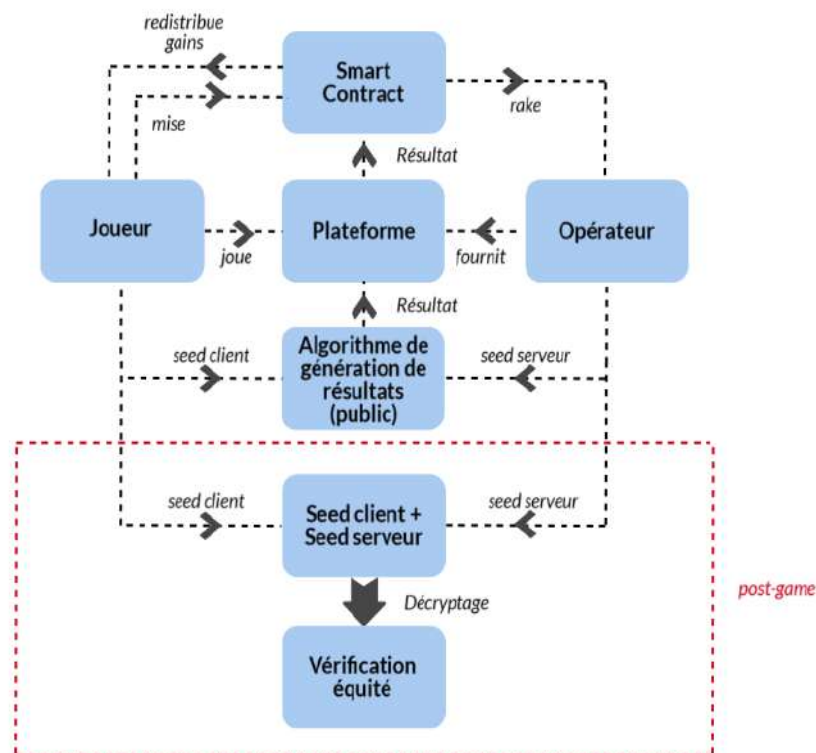 redistribue
gains
Smart
Contract
mise
rake
Résultat
Joueur
Plateforme
Opérateur
joue
fournit
Résultat
seed client
Algorithme de
génération de
résultats
(public)
seed serveur
seed client
Seed client +
Seed serveur
seed serveur
post-game
Décryptage
Vérification
équité